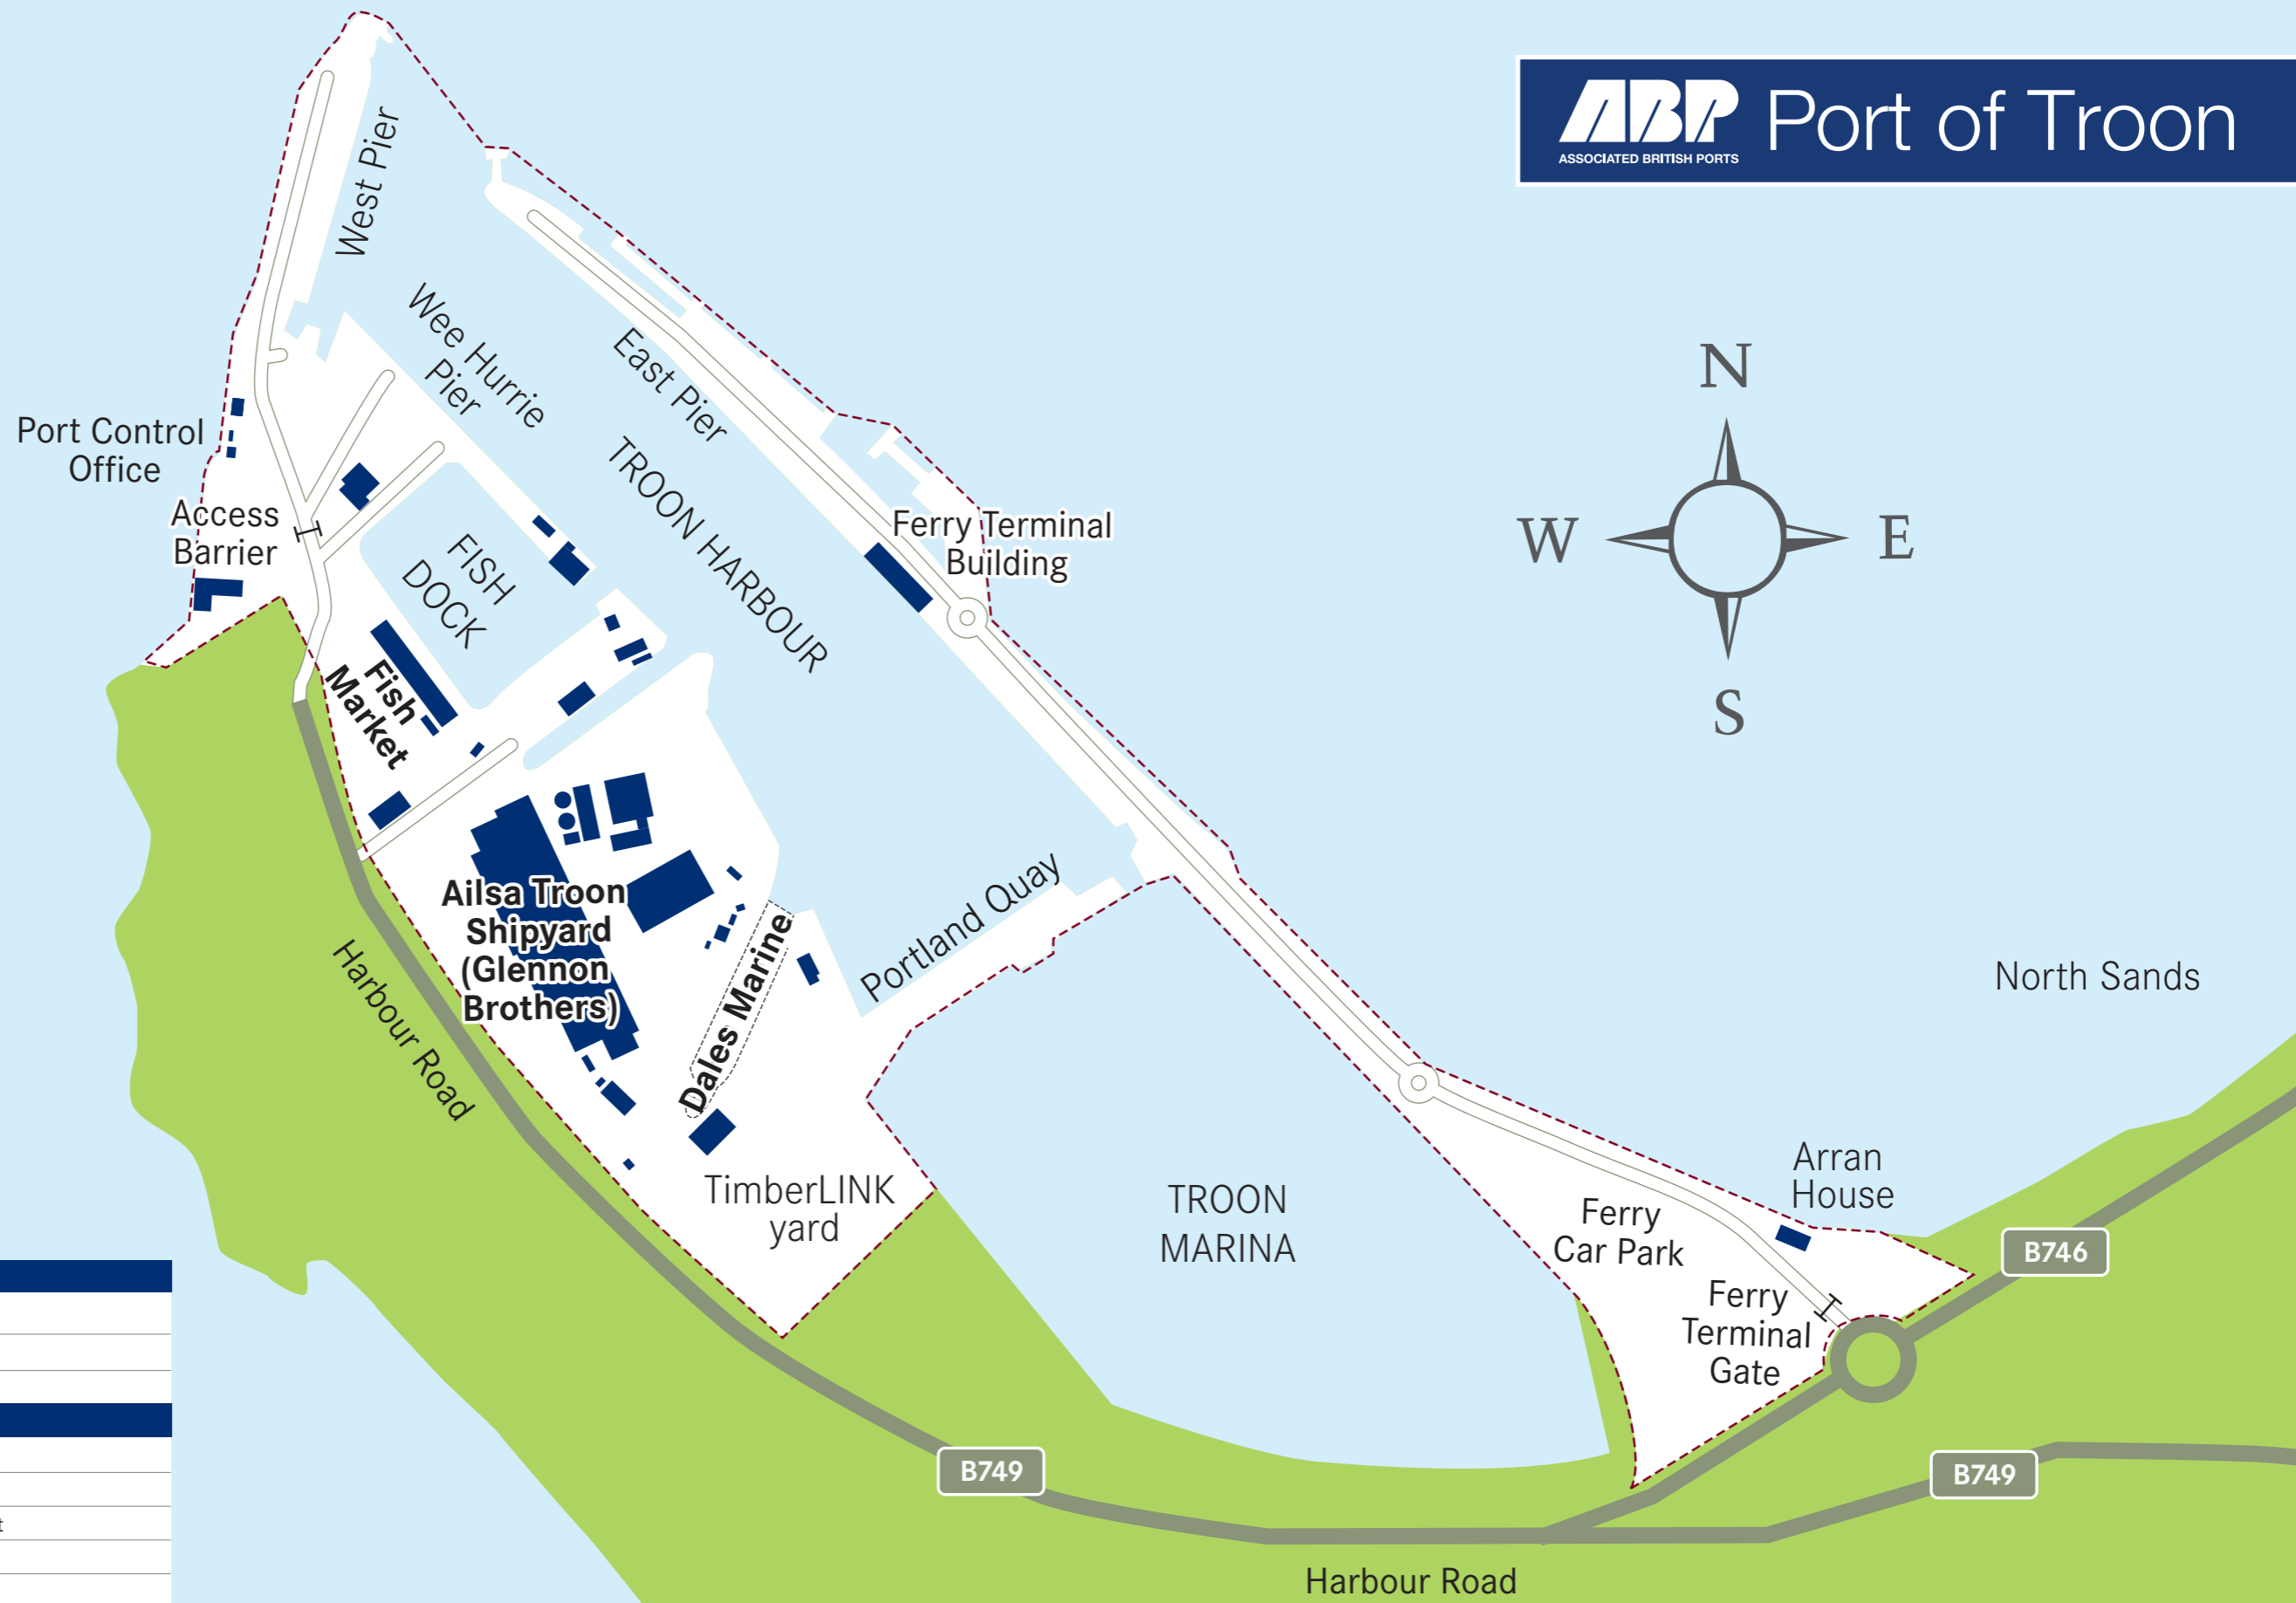 ABP
ASSOCIATED BRITISH PORTS
Port of Troon
West Pier
Wee Hurrie
Pier
East Pier
TROON HARBOUR
N
W
E
S
Port Control
Office
Access
Barrier
FISH
DOCK
Ferry Terminal
Building
Fish
Market
Ailsa Troon
Shipyard
(Glennon
Brothers)
Dales Marine
Portland Quay
Harbour Road
North Sands
TimberLINK
yard
TROON
MARINA
Arran
House
Ferry
Car Park
Ferry
Terminal
Gate
B746
B749
B749
Harbour Road